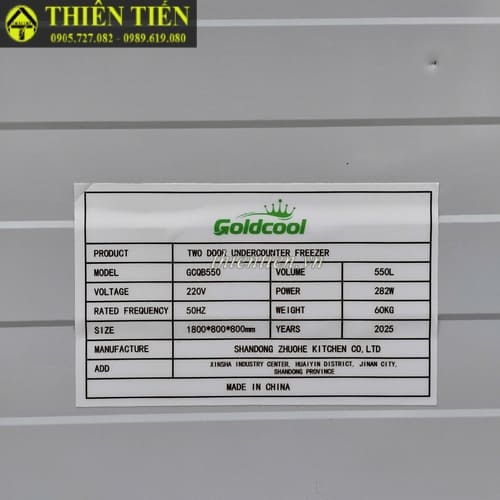 THIÊN TIẾN
0905.727.082 - 0989.619.080
Goldcool
PRODUCT TWO DOOR UNDERCOUNTER FREEZER
thientien.vn
MODEL GCQB550 VOLUME 550L
VOLTAGE 220V POWER 282W
RATED FREQUENCY 50HZ WEIGHT 60KG
SIZE 1800*800*800mm YEARS 2025
MANUFACTURE SHANDONG ZHUOHE KITCHEN CO,LTD
ADD XINSHA INDUSTRY CENTER, HUAIYIN DISTRICT, JINAN CITY,
SHANDONG PROVINCE
MADE IN CHINA